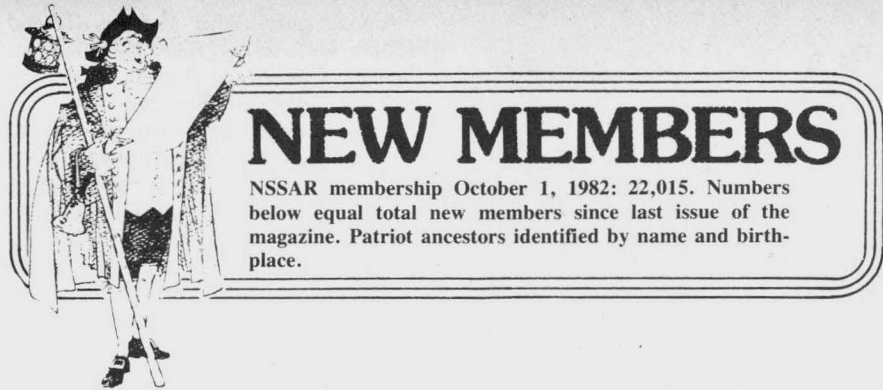 NEW MEMBERS
NSSAR membership October 1, 1982: 22,015. Numbers
below equal total new members since last issue of the
magazine. Patriot ancestors identified by name and birth-
place.